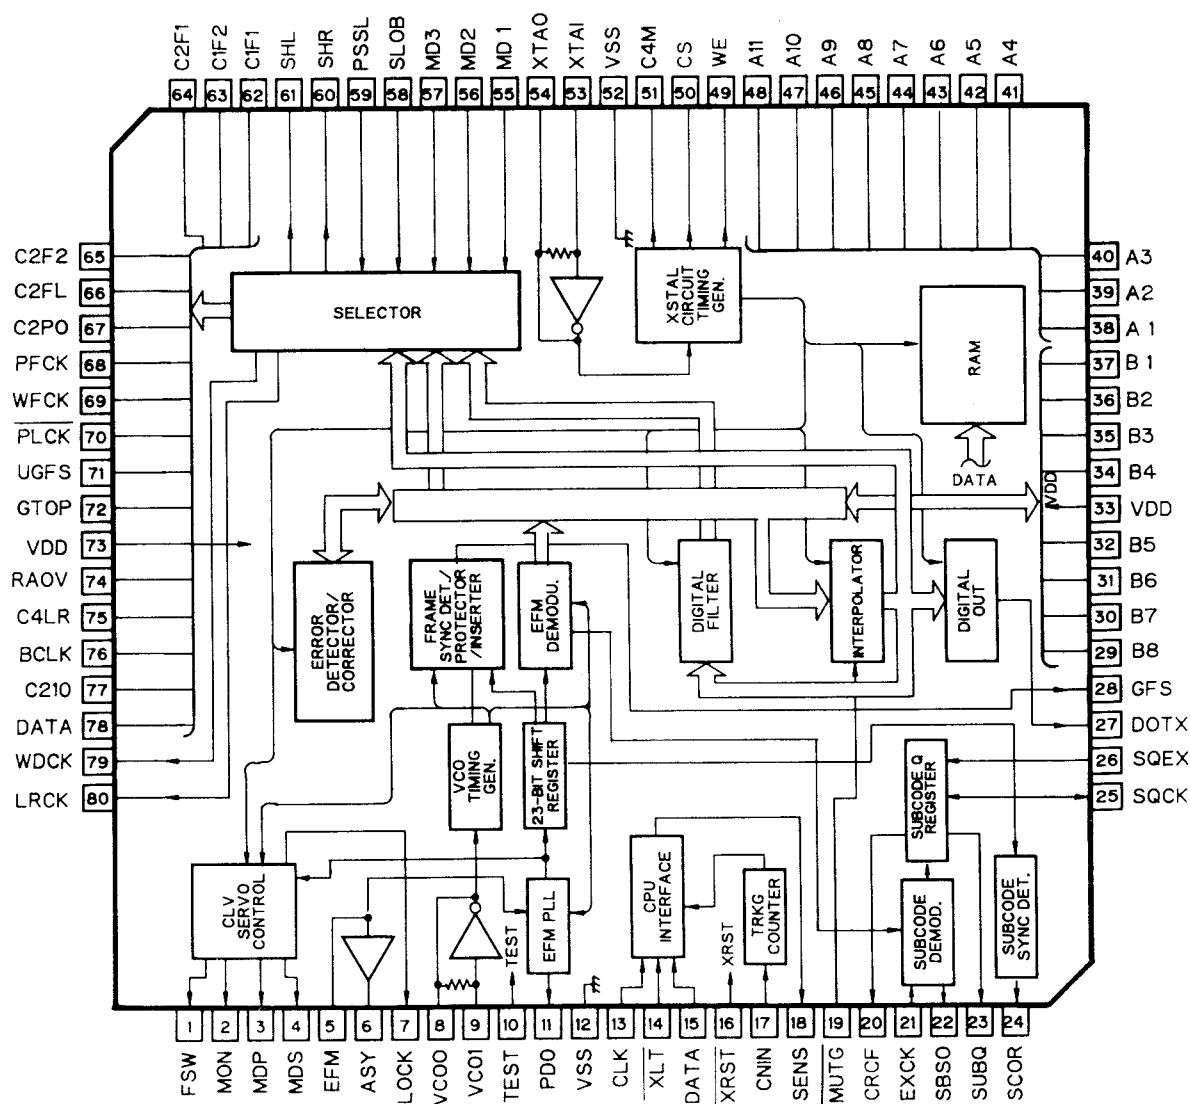 C2F1
C1F2
C1F1
SHL
SHR
PSSL
SLOB
MD3
MD2
MD1
XTAO
XTAI
VSS
C4M
CS
WE
A11
A10
A9
A8
A7
A6
A5
A4
64
63
62
61
60
59
58
57
56
55
54
53
52
51
50
49
48
47
46
45
44
43
42
41
C2F2 65
C2FL 66
C2PO 67
PFCK 68
WFCK 69
PLCK 70
UGFS 71
GTOP 72
VDD 73
RAOV 74
C4LR 75
BCLK 76
C210 77
DATA 78
WDCK 79
LRCK 80
40 A3
39 A2
38 A1
37 B1
36 B2
35 B3
34 B4
33 VDD
32 B5
31 B6
30 B7
29 B8
28 GFS
27 DOTX
26 SQEX
25 SQCK
SELECTOR
XSTAL
CIRCUIT
TIMING
GEN.
RAM
DATA
VDD
ERROR
DETECTOR/
CORRECTOR
FRAME
SYNC DET./
PROTECTOR
/INSERTER
EFM
DEMODU.
DIGITAL
FILTER
INTERPOLATOR
DIGITAL
OUT
VCO
TIMING
GEN.
23-BIT SHIFT
REGISTER
SUBCODE Q
REGISTER
CLV
SERVO
CONTROL
TEST
EFM PLL
CPU
INTERFACE
XRST
TRKG
COUNTER
SUBCODE
DEMOD.
SUBCODE
SYNC DET.
1
2
3
4
5
6
7
8
9
10
11
12
13
14
15
16
17
18
19
20
21
22
23
24
FSW
MON
MDP
MDS
EFM
ASY
LOCK
VCOO
VCO1
TEST
PDO
VSS
CLK
XLT
DATA
XRST
CNIN
SENS
MUTG
CRCF
EXCK
SBSO
SUBQ
SCOR